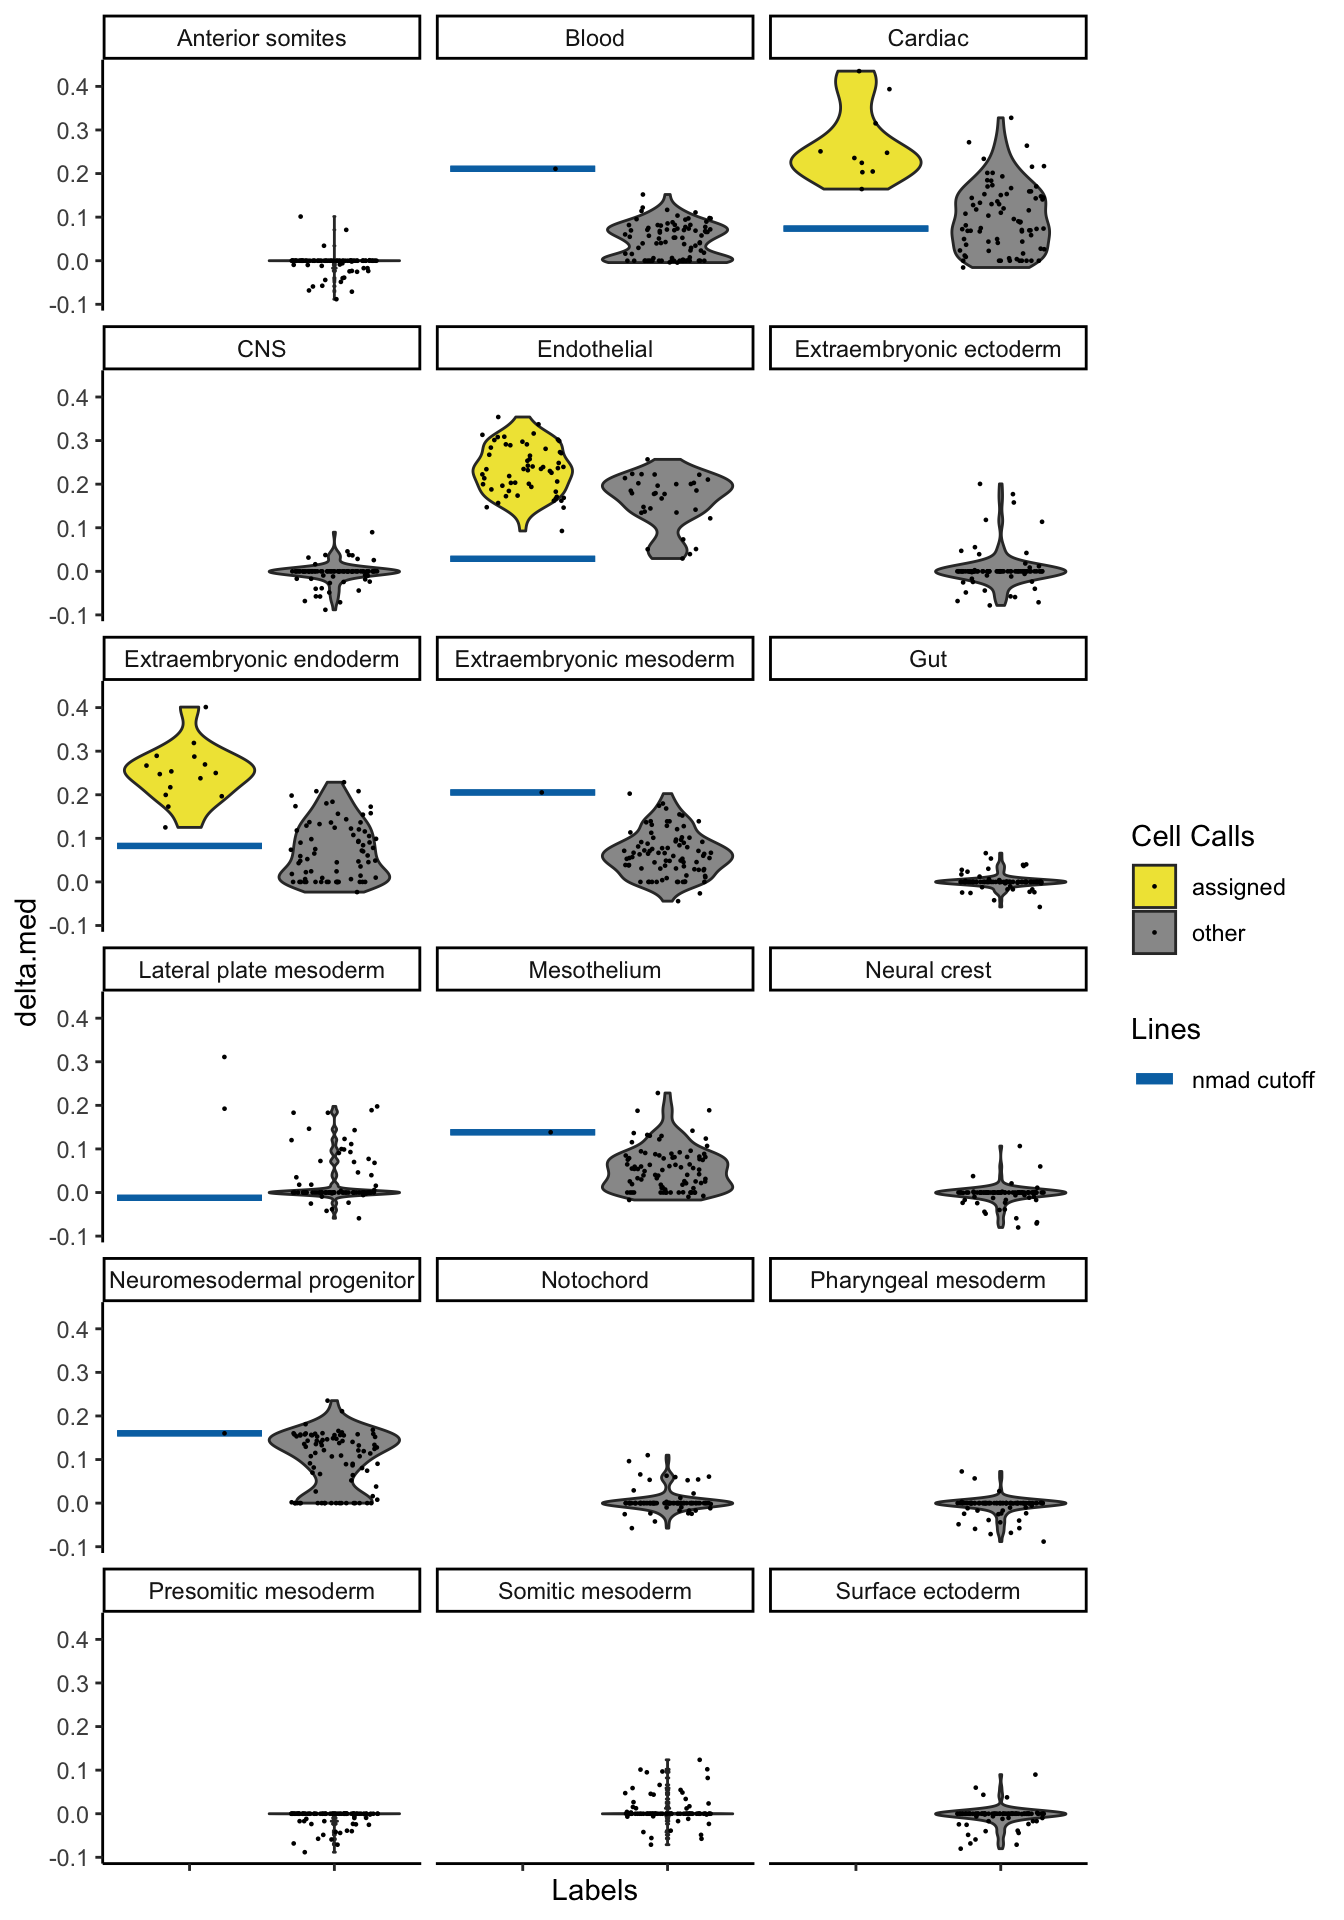 Anterior somites
Blood
Cardiac
0.4
0.3
0.2
0.1
0.0
-0.1
CNS
Endothelial
Extraembryonic ectoderm
0.4
0.3
0.2
0.1
0.0
-0.1
Extraembryonic endoderm
Extraembryonic mesoderm
Gut
0.4
0.3
0.2
0.1
0.0
-0.1
Lateral plate mesoderm
Mesothelium
Neural crest
0.4
0.3
0.2
0.1
0.0
-0.1
Neuromesodermal progenitor
Notochord
Pharyngeal mesoderm
0.4
0.3
0.2
0.1
0.0
-0.1
Presomitic mesoderm
Somitic mesoderm
Surface ectoderm
0.4
0.3
0.2
0.1
0.0
-0.1
delta.med
Labels
Cell Calls
assigned
other
Lines
nmad cutoff